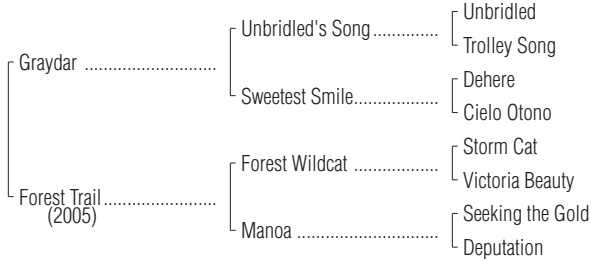 Unbridled
Unbridled's Song..............
Trolley Song
Graydar ............................
Dehere
Sweetest Smile..................
Cielo Otono
Storm Cat
Forest Wildcat ..................
Victoria Beauty
Forest Trail........................
(2005)
Seeking the Gold
Manoa ..............................
Deputation